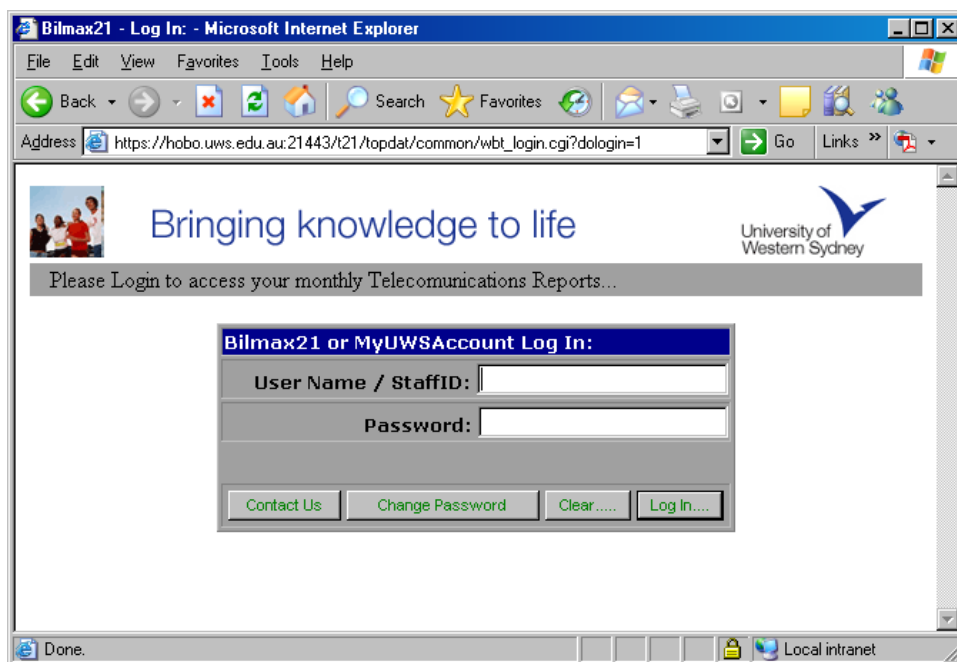 Bilmax21 - Log In: - Microsoft Internet Explorer
File Edit View Favorites Tools Help
Back Search Favorites
Address https://hobo.uws.edu.au:21443/t21/topdat/common/wbt_login.cgi?dologin=1 Go Links »
Bringing knowledge to life
University of
Western Sydney
Please Login to access your monthly Telecomunications Reports...
Bilmax21 or MyUWSAccount Log In:
User Name / StaffID:
Password:
Contact Us Change Password Clear..... Log In....
Done. Local intranet